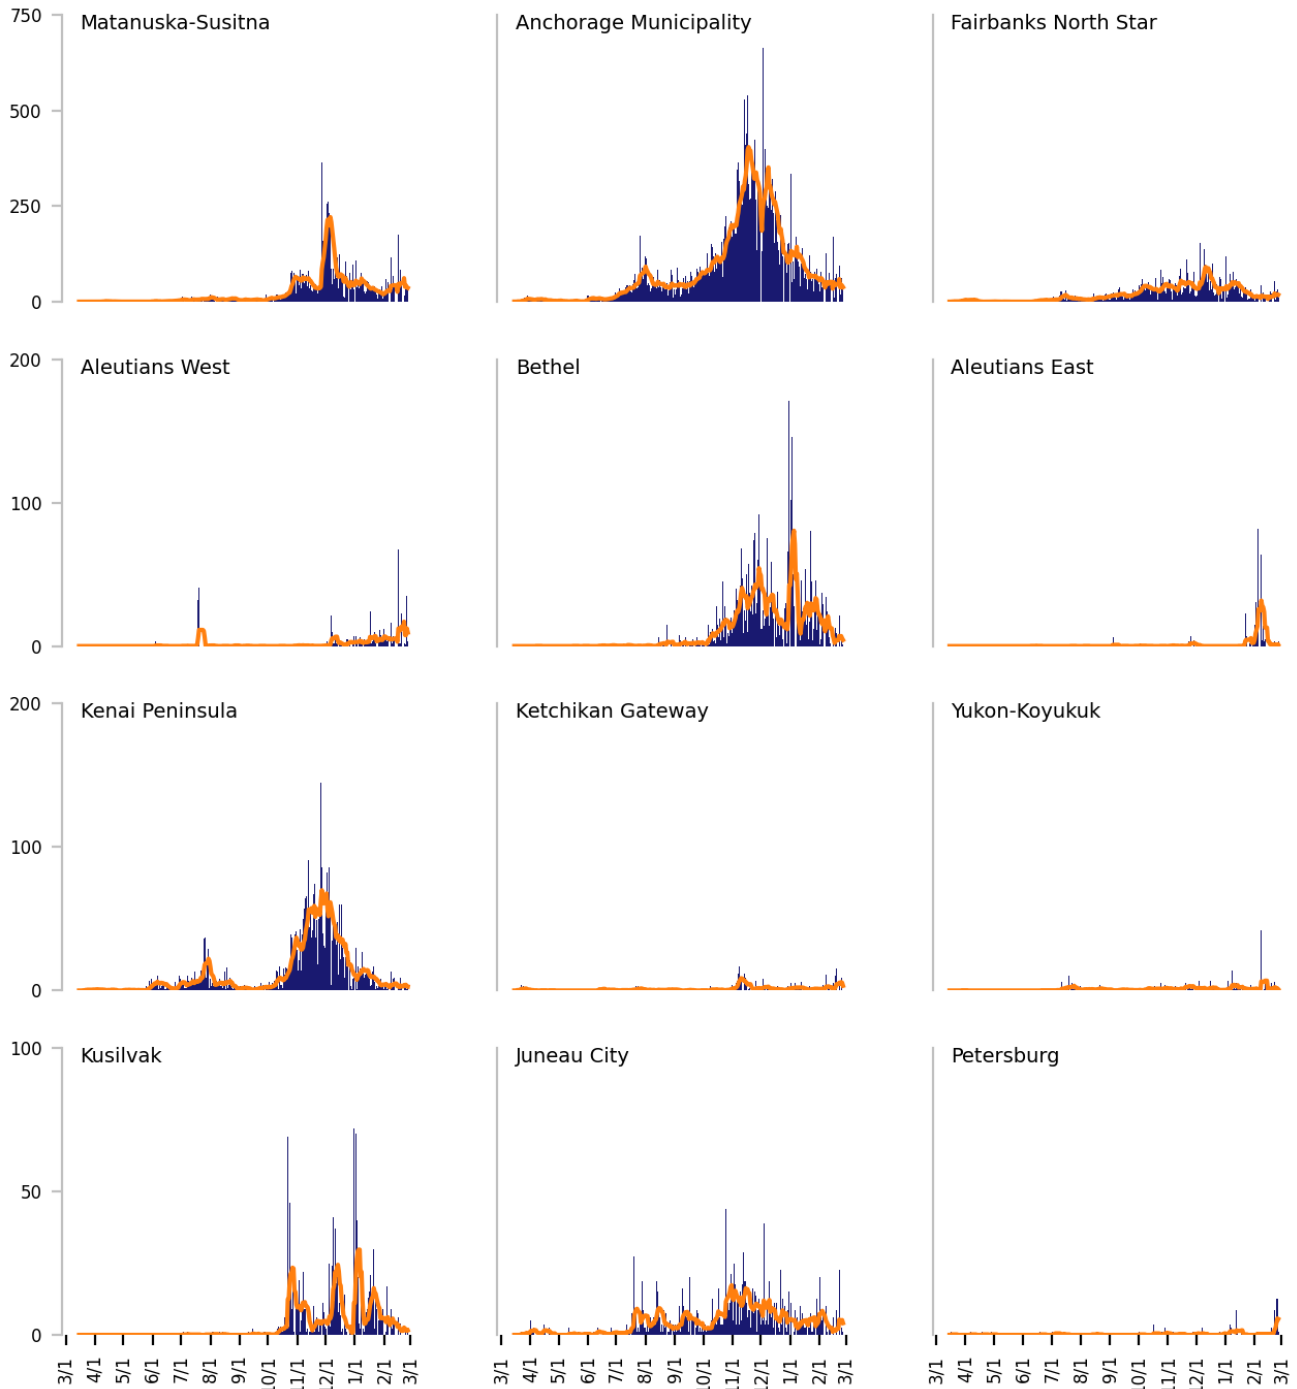 750
Matanuska-Susitna
Anchorage Municipality
Fairbanks North Star
500
250
0
200
Aleutians West
Bethel
Aleutians East
100
0
200
Kenai Peninsula
Ketchikan Gateway
Yukon-Koyukuk
100
0
100
Kusilvak
Juneau City
Petersburg
50
0
3/1 4/1 5/1 6/1 7/1 8/1 9/1 10/1 11/1 12/1 1/1 2/1 3/1
3/1 4/1 5/1 6/1 7/1 8/1 9/1 10/1 11/1 12/1 1/1 2/1 3/1
3/1 4/1 5/1 6/1 7/1 8/1 9/1 10/1 11/1 12/1 1/1 2/1 3/1